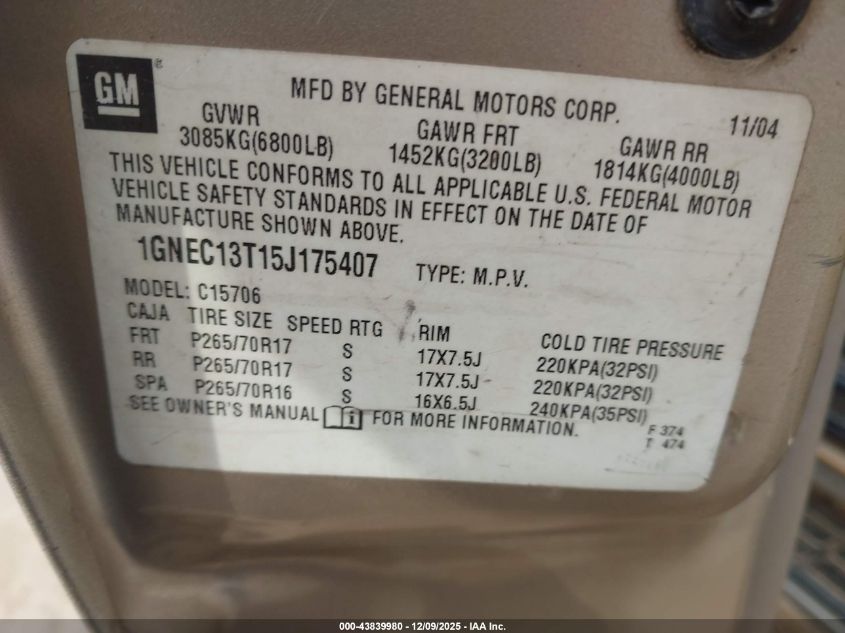 GM ®
MFD BY GENERAL MOTORS CORP.
11/04
GVWR GAWR FRT GAWR RR
3085KG(6800LB) 1452KG(3200LB) 1814KG(4000LB)
THIS VEHICLE CONFORMS TO ALL APPLICABLE U.S. FEDERAL MOTOR
VEHICLE SAFETY STANDARDS IN EFFECT ON THE DATE OF
MANUFACTURE SHOWN ABOVE.
1GNEC13T15J175407 TYPE: M.P.V.
MODEL: C15706
CAJA TIRE SIZE SPEED RTG RIM COLD TIRE PRESSURE
FRT P265/70R17 S 17X7.5J 220KPA(32PSI)
RR P265/70R17 S 17X7.5J 220KPA(32PSI)
SPA P265/70R16 S 16X6.5J 240KPA(35PSI)
SEE OWNER'S MANUAL FOR MORE INFORMATION.
F 374
T 474
000-43839980 - 12/09/2025 - IAA Inc.